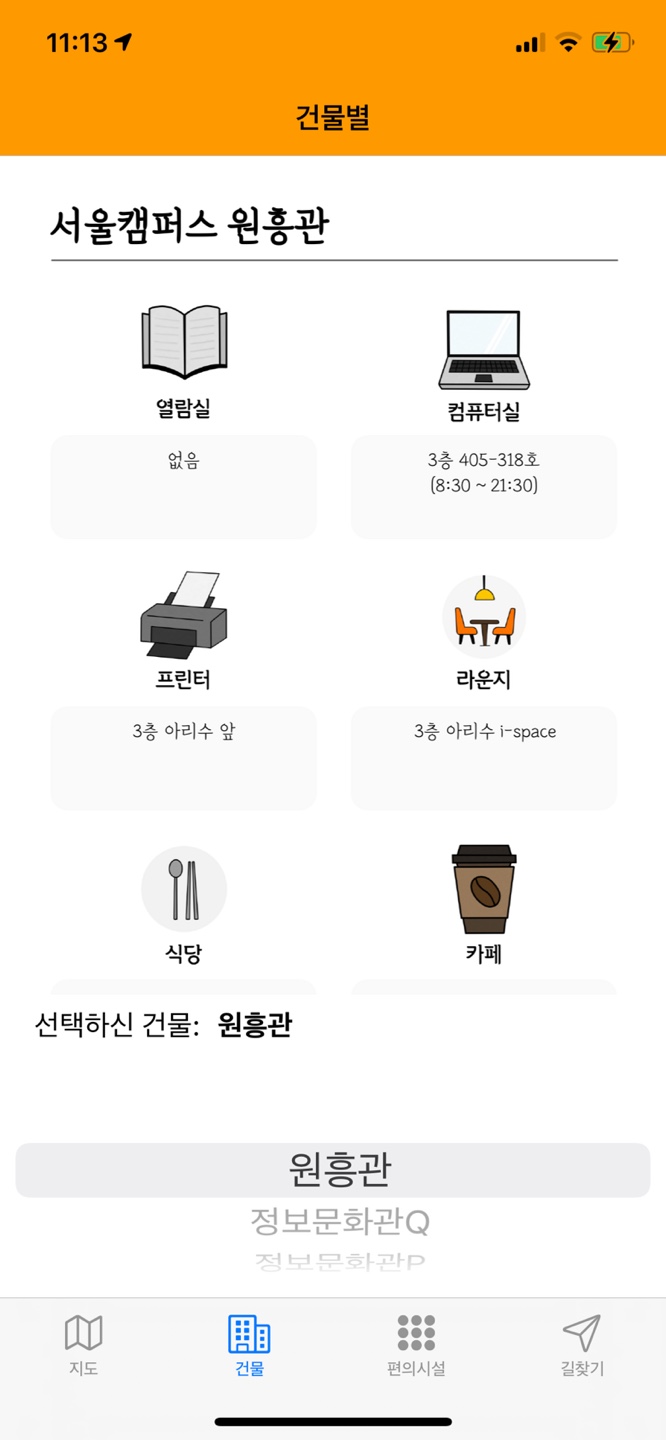 11:13
건물별
서울캠퍼스 원흥관
열람실
컴퓨터실
없음
3층 405-318호
(8:30 ~ 21:30)
프린터
라운지
3층 아리수 앞
3층 아리수 i-space
식당
카페
선택하신 건물: 원흥관
원흥관
정보문화관Q
정보문화관P
지도
건물
편의시설
길찾기